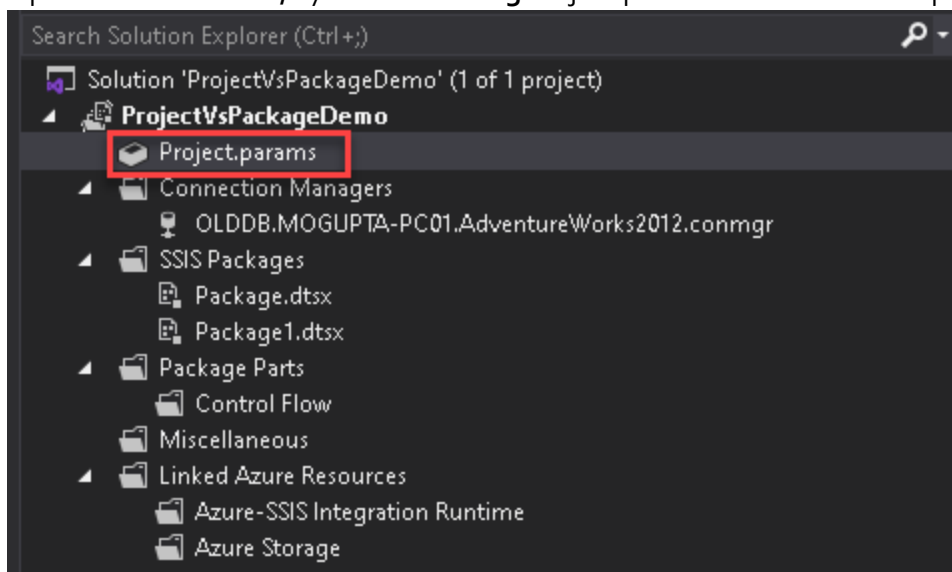 Search Solution Explorer (Ctrl+;)
Solution 'ProjectVsPackageDemo' (1 of 1 project)
ProjectVsPackageDemo
Project.params
Connection Managers
OLDDB.MOGUPTA-PC01.AdventureWorks2012.conmgr
SSIS Packages
Package.dtsx
Package1.dtsx
Package Parts
Control Flow
Miscellaneous
Linked Azure Resources
Azure-SSIS Integration Runtime
Azure Storage